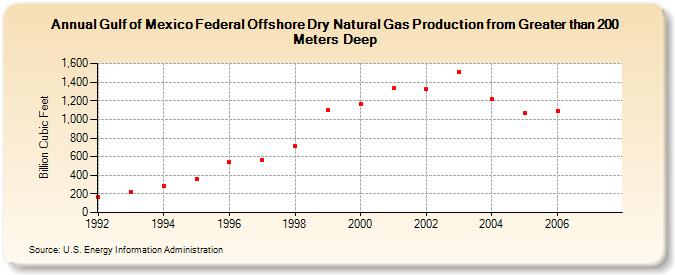 Annual Gulf of Mexico Federal Offshore Dry Natural Gas Production from Greater than 200
Meters Deep
Billion Cubic Feet
1,600
1,400
1,200
1,000
800
600
400
200
0
1992 1994 1996 1998 2000 2002 2004 2006
Source: U.S. Energy Information Administration